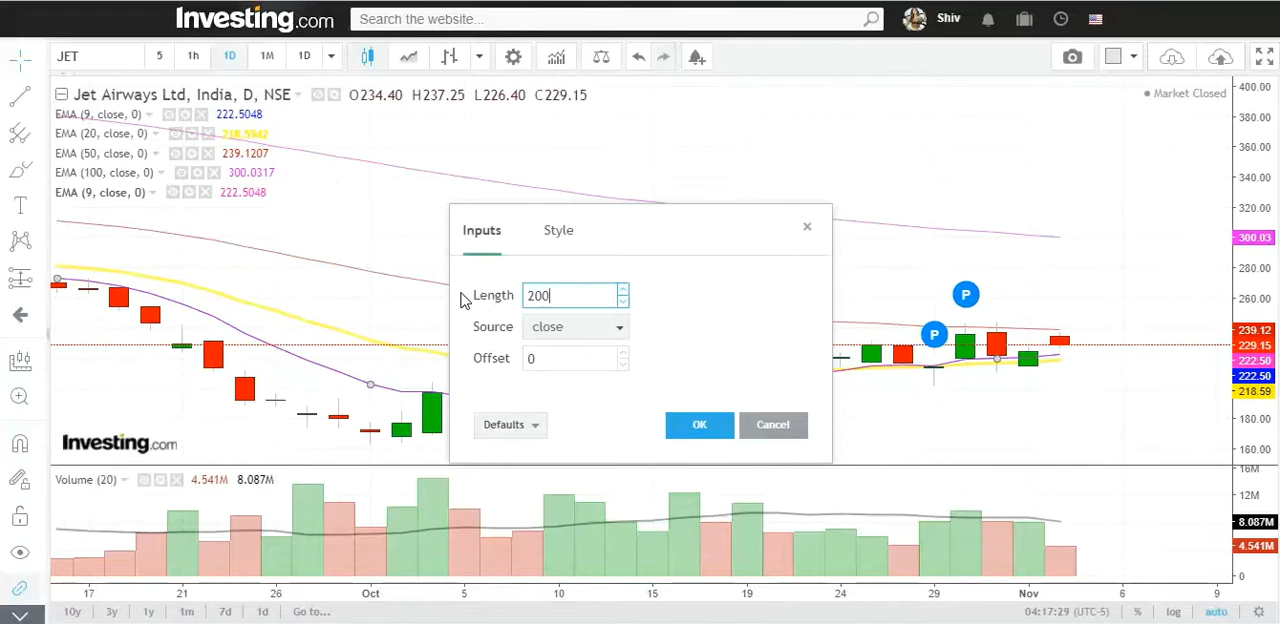 Investing.com Search the website... Shiv
JET 5 1h 1D 1M 1D
Jet Airways Ltd, India, D, NSE O234.40 H237.25 L226.40 C229.15 Market Closed
EMA (9, close, 0) 222.5048
EMA (20, close, 0) 218.5942
EMA (50, close, 0) 239.1207
EMA (100, close, 0) 300.0317
EMA (9, close, 0) 222.5048
400.00
380.00
360.00
340.00
320.00
300.03
280.00
260.00
239.12
229.15
222.50
222.50
218.59
180.00
160.00
Inputs Style
Length 200
Source close
Offset 0
Defaults OK Cancel
P
P
Investing.com
Volume (20) 4.541M 8.087M
16M
12M
8.087M
4.541M
0
17 21 26 Oct 5 10 15 19 24 29 Nov 6 9
10y 3y 1y 1m 7d 1d Go to... 04:17:29 (UTC-5) % log auto